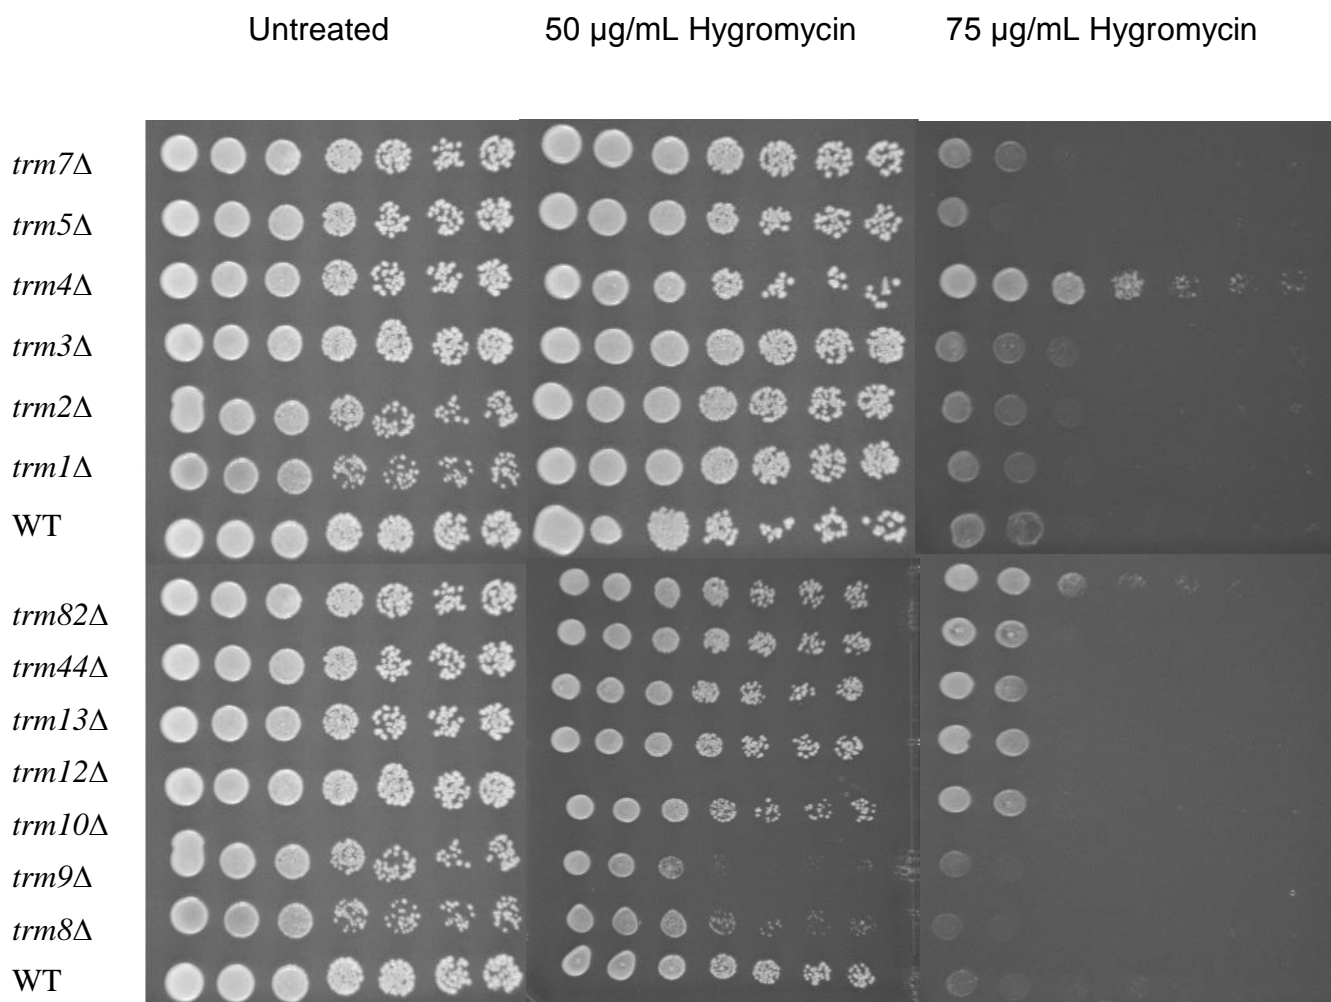 Untreated 50 µg/mL Hygromycin 75 µg/mL Hygromycin
trm7Δ
trm5Δ
trm4Δ
trm3Δ
trm2Δ
trm1Δ
WT
trm82Δ
trm44Δ
trm13Δ
trm12Δ
trm10Δ
trm9Δ
trm8Δ
WT